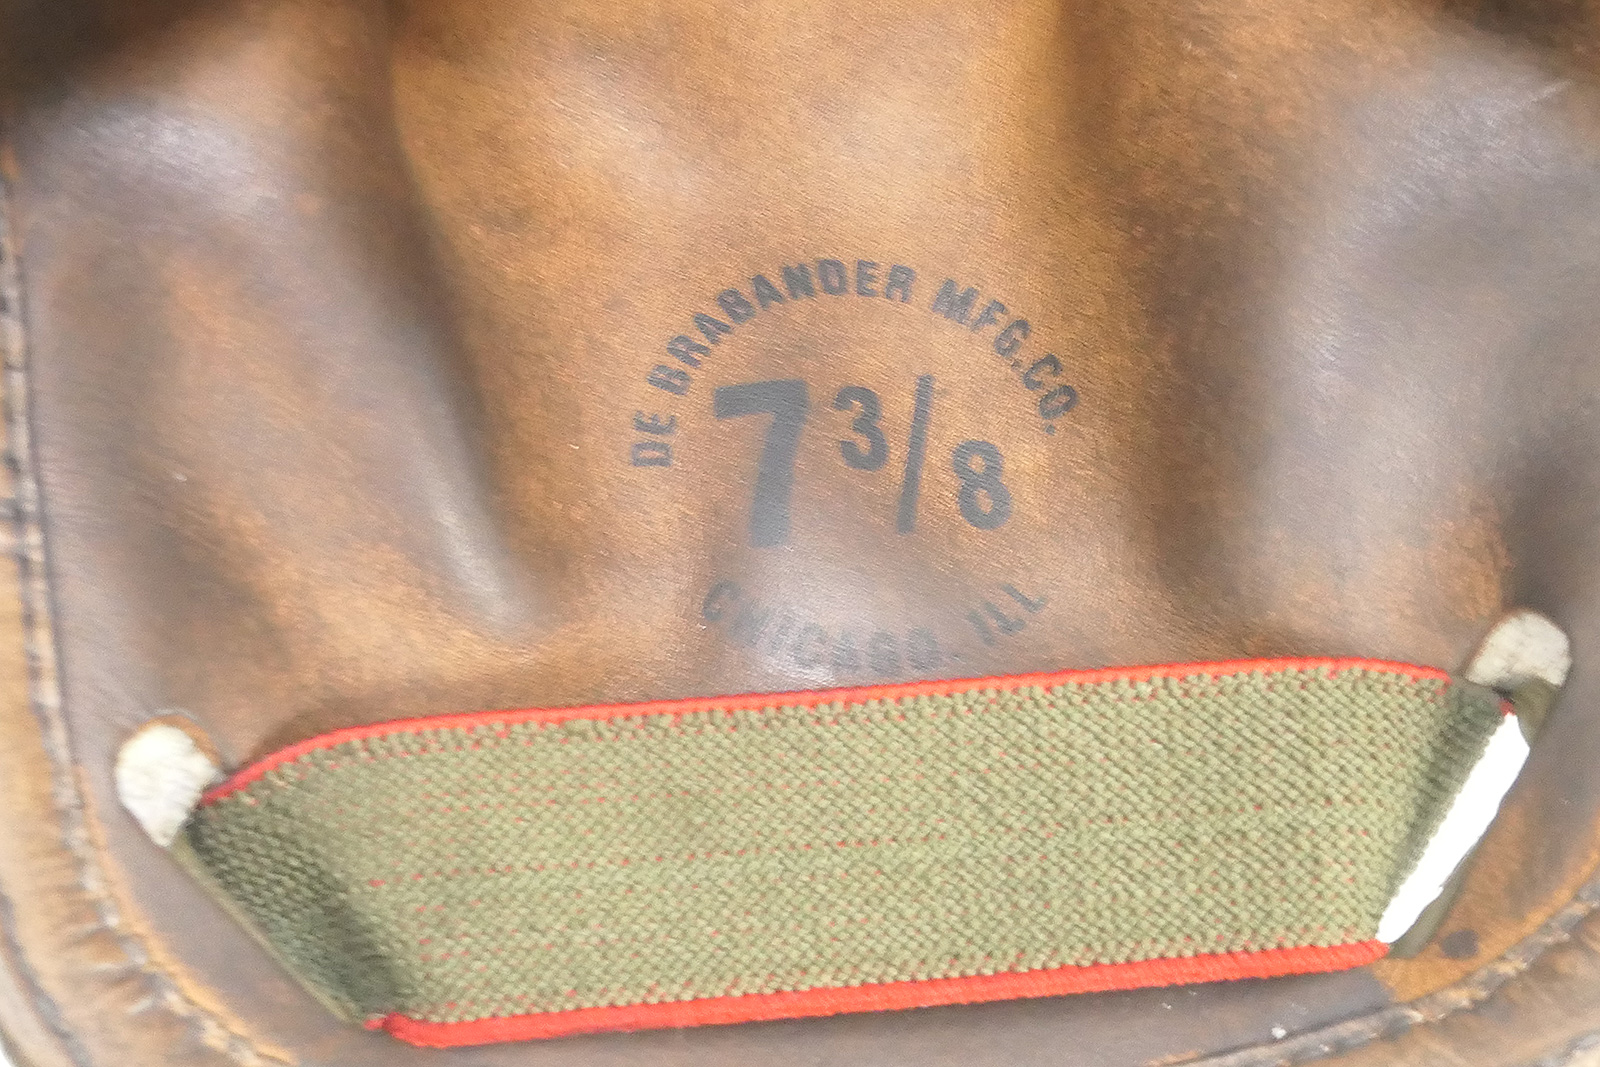 DE BRABANDER MFG. CO.
7 3/8
CHICAGO. ILL